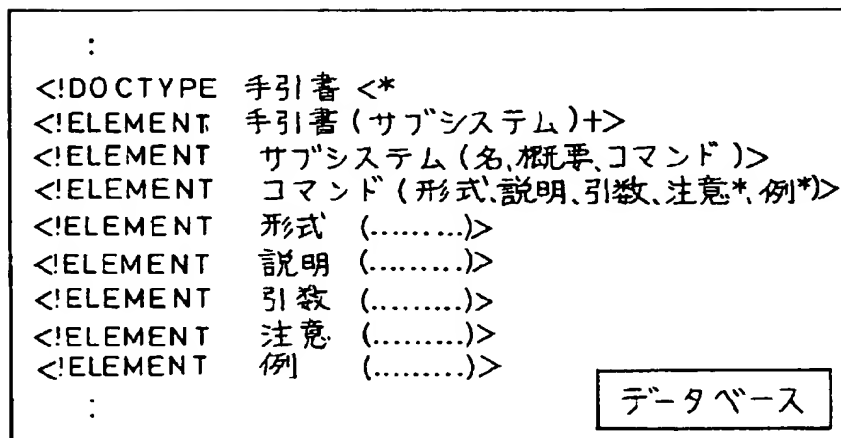 :
<!DOCTYPE 手引書 <*
<!ELEMENT 手引書(サブシステム)+>
<!ELEMENT サブシステム(名、概要、コマンド)>
<!ELEMENT コマンド(形式、説明、引数、注意*、例*)>
<!ELEMENT 形式 (.........)>
<!ELEMENT 説明 (.........)>
<!ELEMENT 引数 (.........)>
<!ELEMENT 注意 (.........)>
<!ELEMENT 例 (.........)>
:
データベース